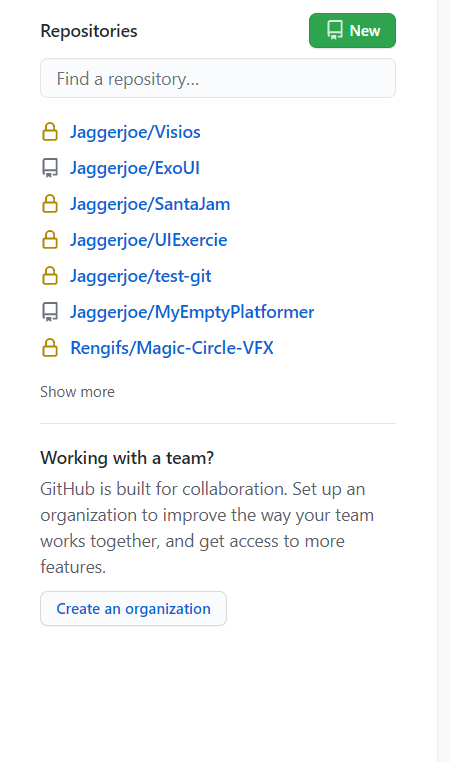 Repositories
New
Find a repository...
Jaggerjoe/Visios
Jaggerjoe/ExoUI
Jaggerjoe/SantaJam
Jaggerjoe/UIExercie
Jaggerjoe/test-git
Jaggerjoe/MyEmptyPlatformer
Rengifs/Magic-Circle-VFX
Show more
Working with a team?
GitHub is built for collaboration. Set up an
organization to improve the way your team
works together, and get access to more
features.
Create an organization